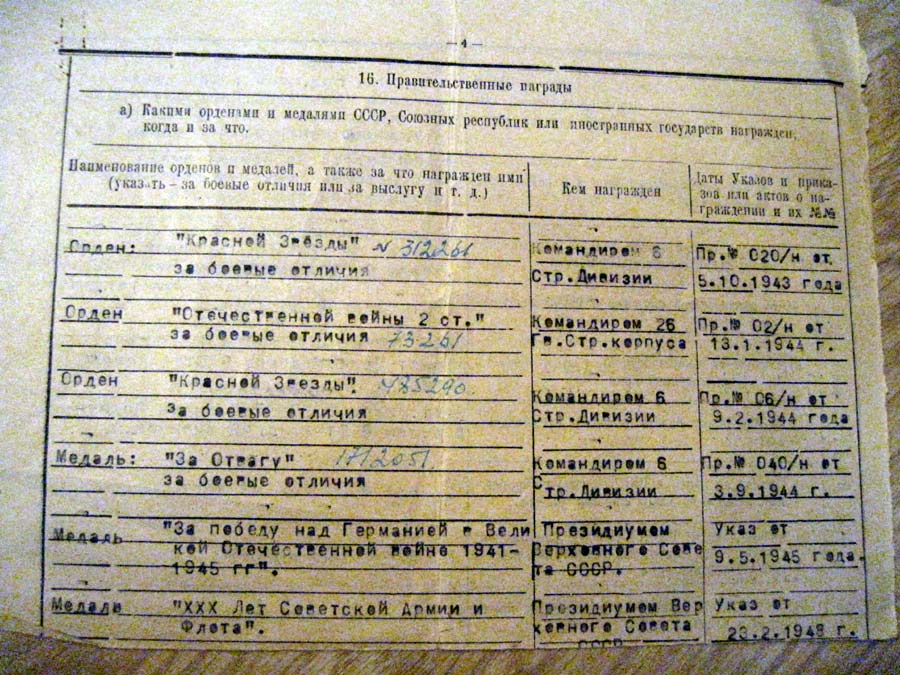 — 4 —
16. Правительственные награды
а) Какими орденами и медалями СССР, Союзных республик или иностранных государств награжден,
когда и за что.
Наименование орденов и медалей, а также за что награжден ими
(указать – за боевые отличия или за выслугу и т. д.)
Кем награжден
Даты Указов и прика-
зов или актов о на-
граждении и их №№
Орден: "Красной Звезды" N 312261
за боевые отличия
Командиром 6
Стр.Дивизии
Пр.№ 020/н от
5.10.1943 года
Орден "Отечественной войны 2 ст."
за боевые отличия 73261
Командиром 26
Гв.Стр.корпуса
Пр.№ 02/н от
13.1.1944 г.
Орден "Красной Звезды" 485290
за боевые отличия
Командиром 6
Стр.Дивизии
Пр.№ 06/н от
9.2.1944 года
Медаль: "За Отвагу" 1712051
за боевые отличия
Командиром 6
Стр.Дивизии
Пр.№ 040/н от
3.9.1944 г.
Медаль "За победу над Германией в Вели
кой Отечественной войне 1941-
1945 гг".
Президиумом
Верховного Сове
та СССР.
Указ от
9.5.1945 года.
Медаль "XXX Лет Советской Армии и
Флота".
Президиумом Вер
ховного Совета
СССР.
Указ от
23.2.1948 г.